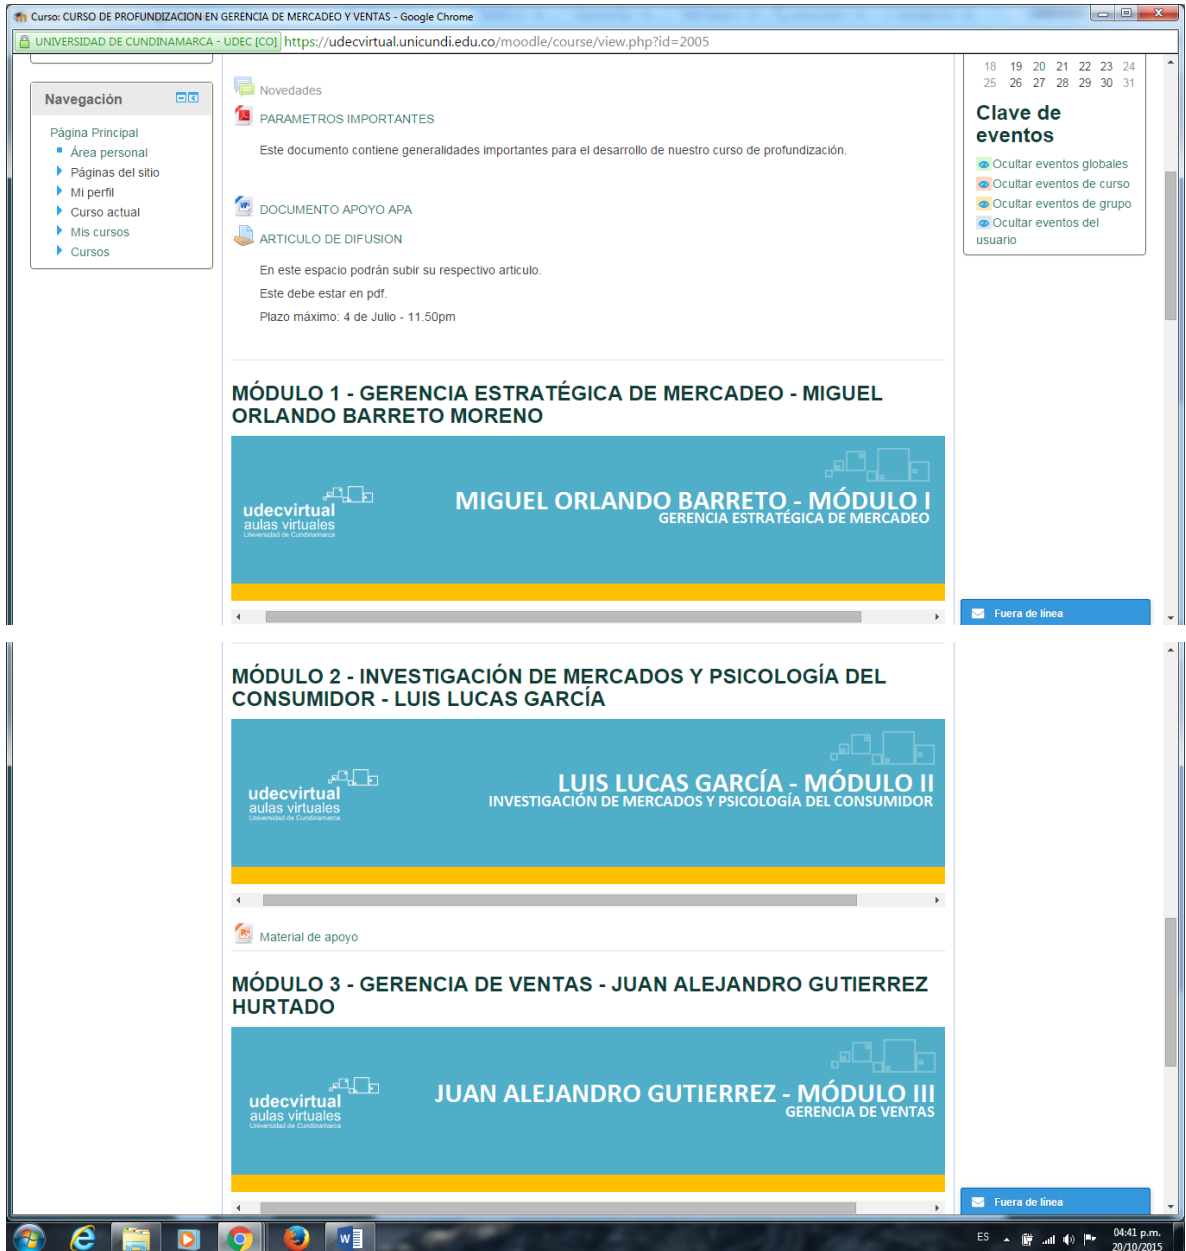 Curso: CURSO DE PROFUNDIZACION EN GERENCIA DE MERCADEO Y VENTAS - Google Chrome
UNIVERSIDAD DE CUNDINAMARCA - UDEC [CO] https://udecvirtual.unicundi.edu.co/moodle/course/view.php?id=2005
Navegación
Página Principal
Área personal
Páginas del sitio
Mi perfil
Curso actual
Mis cursos
Cursos
Novedades
PARAMETROS IMPORTANTES
Este documento contiene generalidades importantes para el desarrollo de nuestro curso de profundización.
DOCUMENTO APOYO APA
ARTICULO DE DIFUSION
En este espacio podrán subir su respectivo articulo.
Este debe estar en pdf.
Plazo máximo: 4 de Julio - 11.50pm
18 19 20 21 22 23 24
25 26 27 28 29 30 31
Clave de
eventos
Ocultar eventos globales
Ocultar eventos de curso
Ocultar eventos de grupo
Ocultar eventos del
usuario
MÓDULO 1 - GERENCIA ESTRATÉGICA DE MERCADEO - MIGUEL
ORLANDO BARRETO MORENO
udecvirtual
aulas virtuales
Universidad de Cundinamarca
MIGUEL ORLANDO BARRETO - MÓDULO I
GERENCIA ESTRATÉGICA DE MERCADEO
Fuera de línea
MÓDULO 2 - INVESTIGACIÓN DE MERCADOS Y PSICOLOGÍA DEL
CONSUMIDOR - LUIS LUCAS GARCÍA
udecvirtual
aulas virtuales
Universidad de Cundinamarca
LUIS LUCAS GARCÍA - MÓDULO II
INVESTIGACIÓN DE MERCADOS Y PSICOLOGÍA DEL CONSUMIDOR
Material de apoyo
MÓDULO 3 - GERENCIA DE VENTAS - JUAN ALEJANDRO GUTIERREZ
HURTADO
udecvirtual
aulas virtuales
Universidad de Cundinamarca
JUAN ALEJANDRO GUTIERREZ - MÓDULO III
GERENCIA DE VENTAS
Fuera de línea
ES
04:41 p.m.
20/10/2015